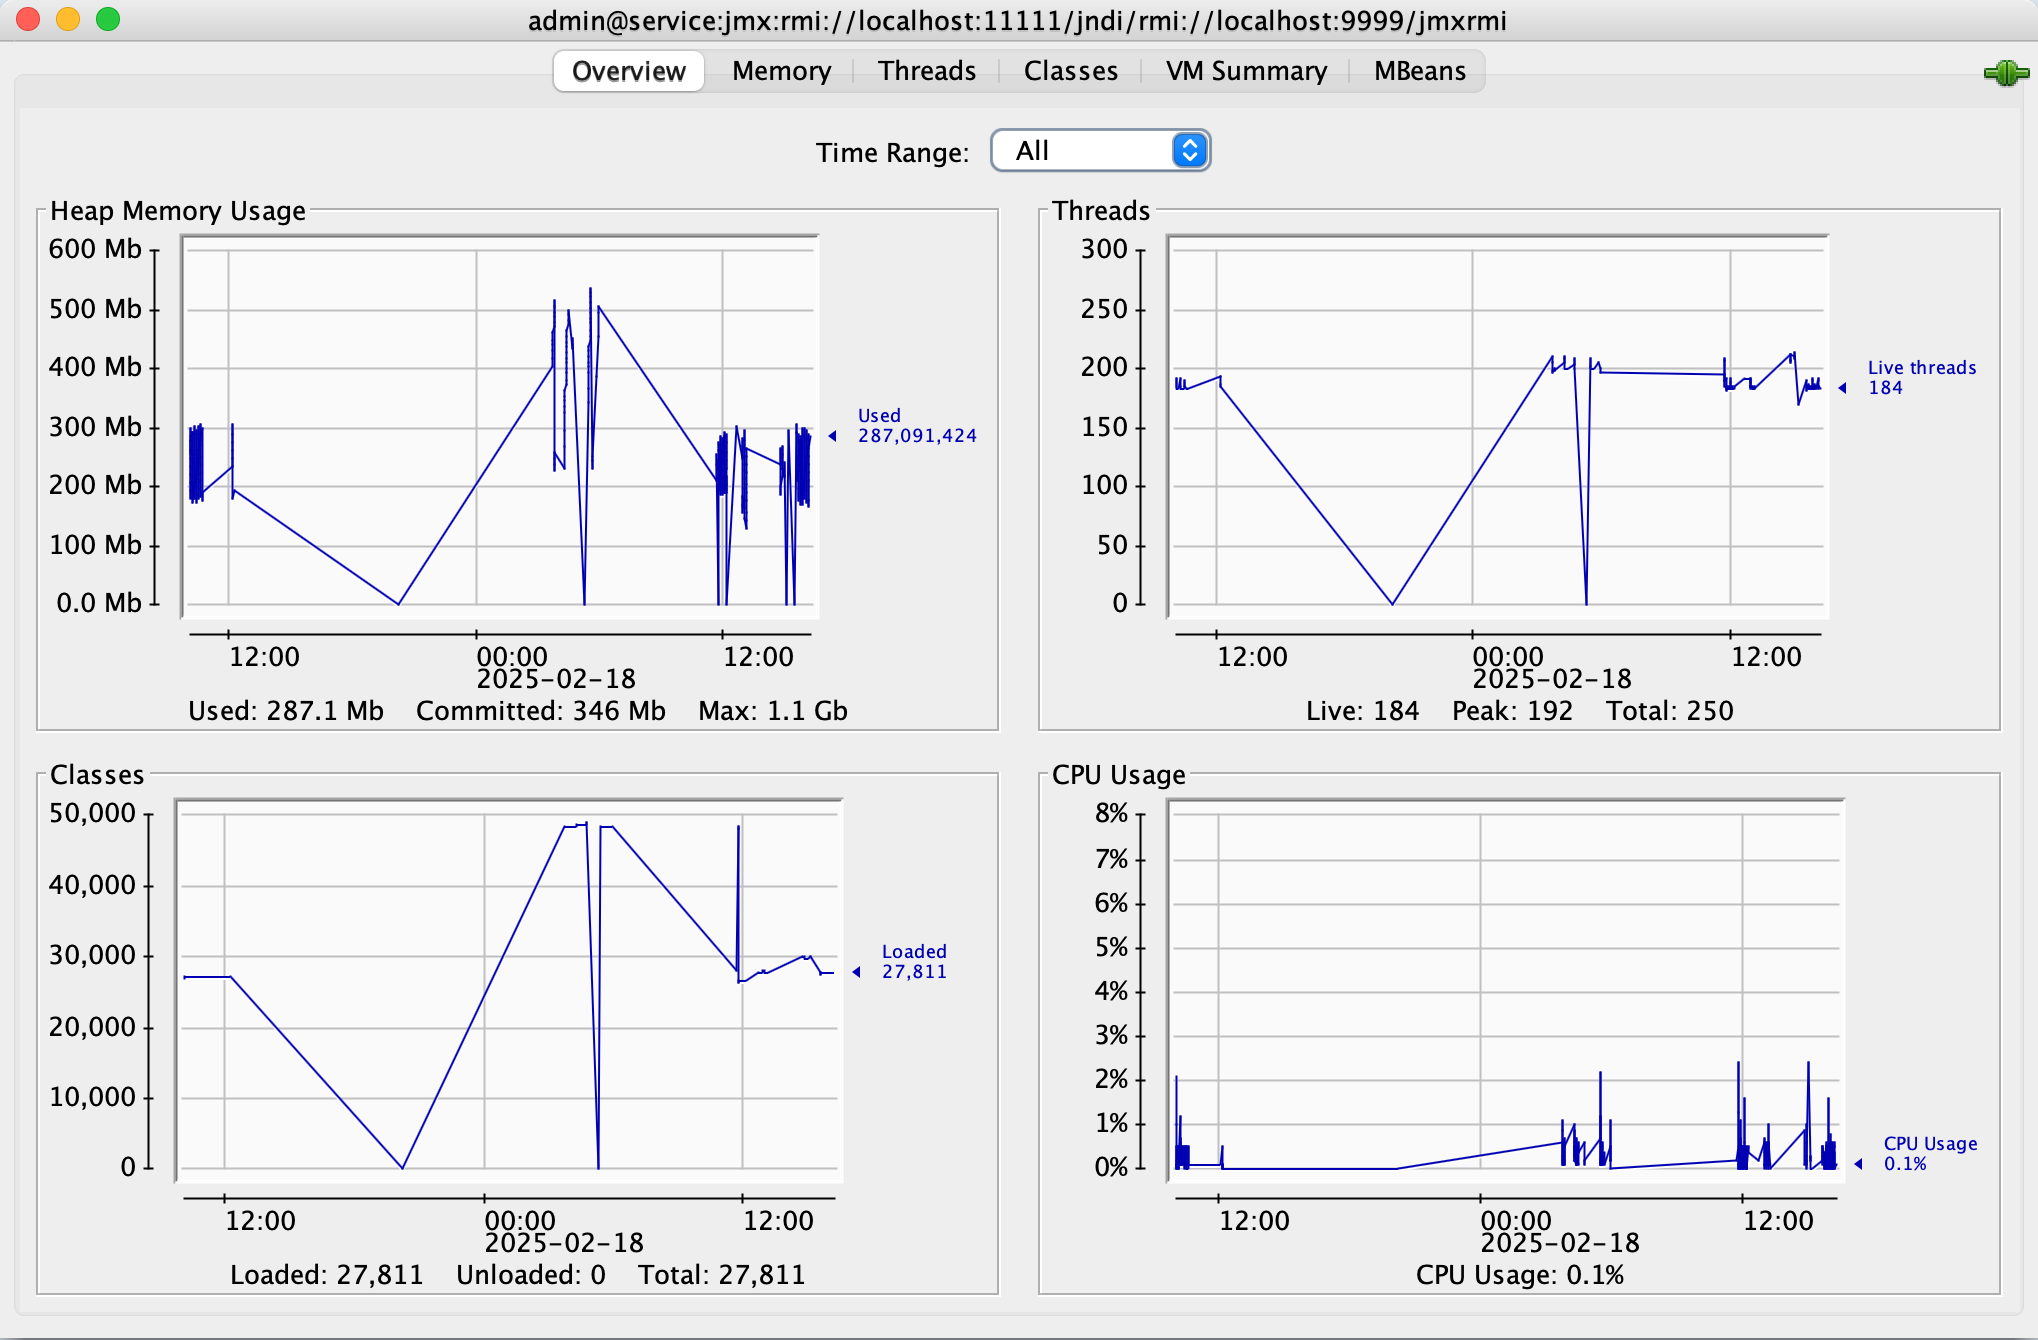 admin@service:jmx:rmi://localhost:11111/jndi/rmi://localhost:9999/jmxrmi
Overview Memory Threads Classes VM Summary MBeans
Time Range: All
Heap Memory Usage
600 Mb
500 Mb
400 Mb
300 Mb
200 Mb
100 Mb
0.0 Mb
Used
287,091,424
12:00 00:00 12:00
2025-02-18
Used: 287.1 Mb Committed: 346 Mb Max: 1.1 Gb
Threads
300
250
200
150
100
50
0
Live threads
184
12:00 00:00 12:00
2025-02-18
Live: 184 Peak: 192 Total: 250
Classes
50,000
40,000
30,000
20,000
10,000
0
Loaded
27,811
12:00 00:00 12:00
2025-02-18
Loaded: 27,811 Unloaded: 0 Total: 27,811
CPU Usage
8%
7%
6%
5%
4%
3%
2%
1%
0%
CPU Usage
0.1%
12:00 00:00 12:00
2025-02-18
CPU Usage: 0.1%